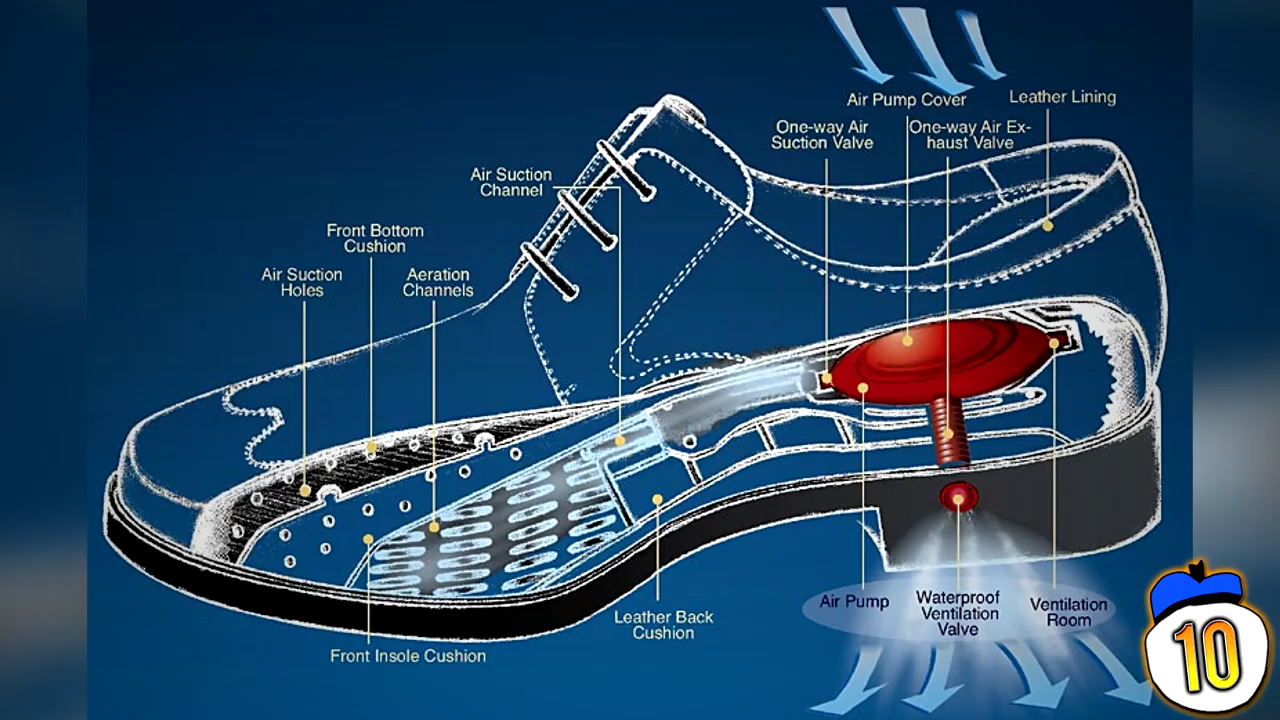 Air Pump Cover
Leather Lining
One-way Air
Suction Valve
One-way Air Ex-
haust Valve
Air Suction
Channel
Front Bottom
Cushion
Air Suction
Holes
Aeration
Channels
Air Pump
Waterproof
Ventilation
Valve
Ventilation
Room
Leather Back
Cushion
Front Insole Cushion
10